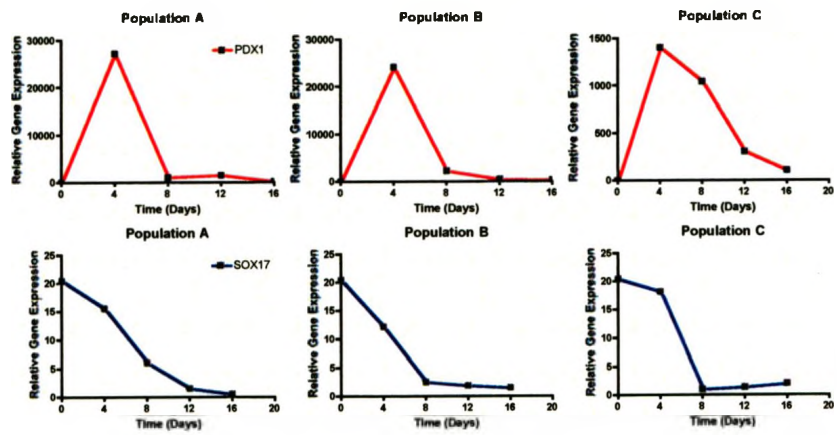 Population A
Population B
Population C
Relative Gene Expression
30000
20000
10000
0
PDX1
0 4 8 12 16
Time (Days)
Relative Gene Expression
30000
20000
10000
0
0 4 8 12 16
Time (Days)
Relative Gene Expression
1500
1000
500
0
0 4 8 12 16 20
Time (Days)
Population A
Population B
Population C
Relative Gene Expression
25
20
15
10
5
0
SOX17
0 4 8 12 16 20
Time (Days)
Relative Gene Expression
25
20
15
10
5
0
0 4 8 12 16 20
Time (Days)
Relative Gene Expression
25
20
15
10
5
0
0 4 8 12 16 20
Time (Days)